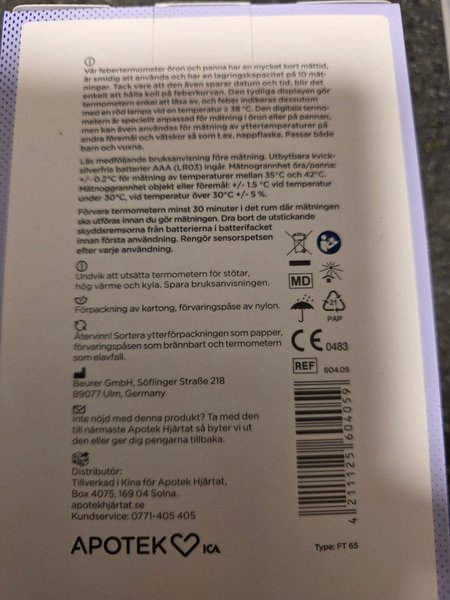 Vår febertermometer öron och panna har en mycket kort mättid,
är smidig att använda och har en lagringskapacitet på 10 mät-
ningar. Tack vare att den även sparar datum och tid, blir det
enkelt att hålla koll på feberkurvan. Den tydliga displayen gör
termometern enkel att läsa av, och feber indikeras dessutom
med en röd lampa vid en temperatur ≥ 38 °C. Den digitala termo-
metern är speciellt anpassad för mätning i öron eller på pannan,
men kan även användas för mätning av yttertemperaturer på
andra föremål och vätskor så som t.ex. nappflaska. Passar både
barn och vuxna.
Läs medföljande bruksanvisning före mätning. Utbytbara kvick-
silverfria batterier AAA (LR03) ingår. Mätnogrannhet öra/panna:
+/- 0.2°C för mätning av temperaturer mellan 35°C och 42°C.
Mätnoggrannhet objekt eller föremål: +/- 1.5 °C vid temperatur
under 30°C, vid temperatur över 30°C +/- 5 %.
Förvara termometern minst 30 minuter i det rum där mätningen
ska utföras innan du gör mätningen. Dra bort de utstickande
skyddsremsorna från batterierna i batterifacket
innan första användning. Rengör sensorspetsen
efter varje användning.
Undvik att utsätta termometern för stötar,
hög värme och kyla. Spara bruksanvisningen.
MD
Förpackning av kartong, förvaringspåse av nylon.
21
PAP
Återvinn! Sortera ytterförpackningen som papper,
förvaringspåsen som brännbart och termometern
som elavfall.
CE 0483
REF 604.05
Beurer GmbH, Söflinger Straße 218
89077 Ulm, Germany
Inte nöjd med denna produkt? Ta med den
till närmaste Apotek Hjärtat så byter vi ut
den eller ger dig pengarna tillbaka.
Distributör:
Tillverkad i Kina för Apotek Hjärtat,
Box 4075, 169 04 Solna.
apotekhjartat.se
Kundservice: 0771-405 405
4 211125 604059
APOTEK ICA
Type: FT 65